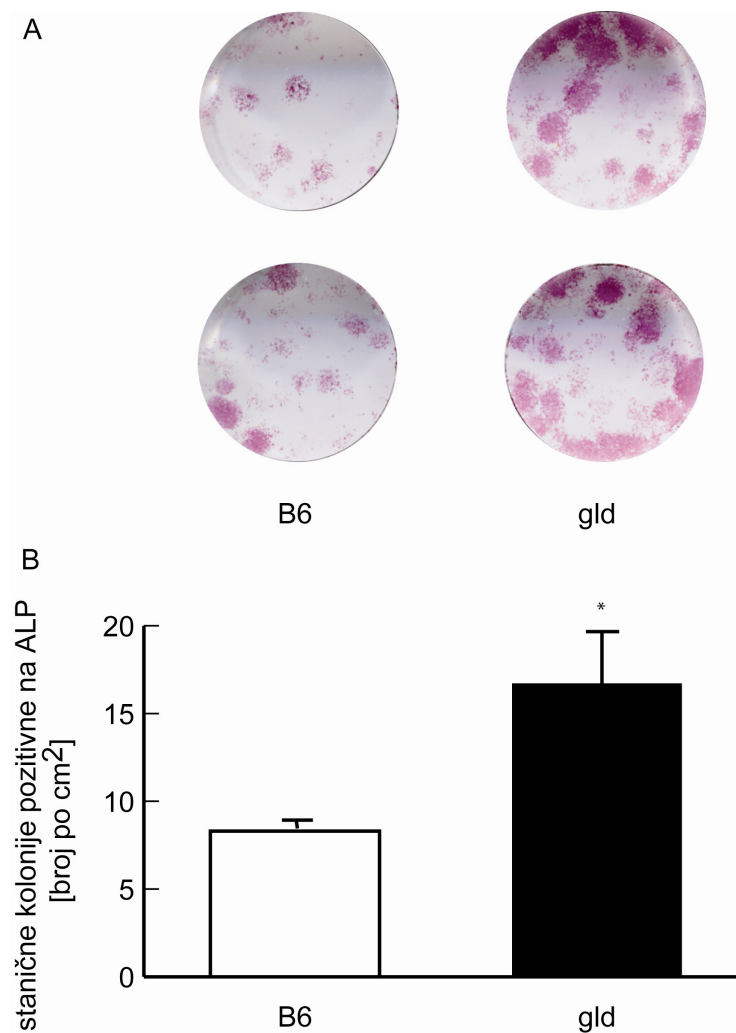 A
B6
gld
B
stanične kolonije pozitivne na ALP
[broj po cm²]
*
20
15
10
5
0
B6
gld